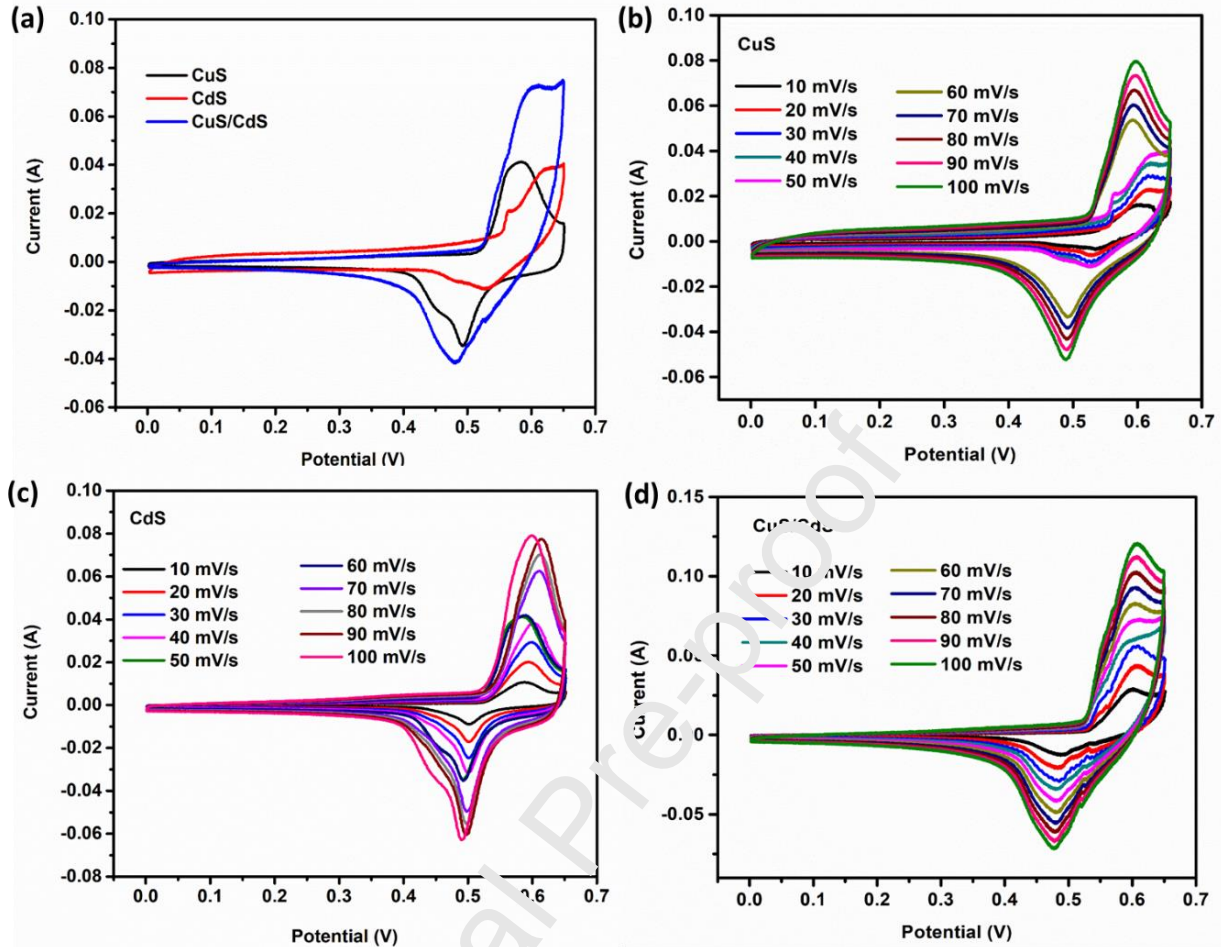 (a)
CuS
CdS
CuS/CdS
Current (A)
0.10
0.08
0.06
0.04
0.02
0.00
-0.02
-0.04
-0.06
0.0 0.1 0.2 0.3 0.4 0.5 0.6 0.7
Potential (V)
(b)
CuS
10 mV/s 60 mV/s
20 mV/s 70 mV/s
30 mV/s 80 mV/s
40 mV/s 90 mV/s
50 mV/s 100 mV/s
Current (A)
0.10
0.08
0.06
0.04
0.02
0.00
-0.02
-0.04
-0.06
0.0 0.1 0.2 0.3 0.4 0.5 0.6 0.7
Potential (V)
(c)
CdS
10 mV/s 60 mV/s
20 mV/s 70 mV/s
30 mV/s 80 mV/s
40 mV/s 90 mV/s
50 mV/s 100 mV/s
Current (A)
0.10
0.08
0.06
0.04
0.02
0.00
-0.02
-0.04
-0.06
-0.08
0.0 0.1 0.2 0.3 0.4 0.5 0.6 0.7
Potential (V)
(d)
CuS/CdS
10 mV/s 60 mV/s
20 mV/s 70 mV/s
30 mV/s 80 mV/s
40 mV/s 90 mV/s
50 mV/s 100 mV/s
Current (A)
0.15
0.10
0.05
0.00
-0.05
0.0 0.1 0.2 0.3 0.4 0.5 0.6 0.7
Potential (V)
Pre-proof